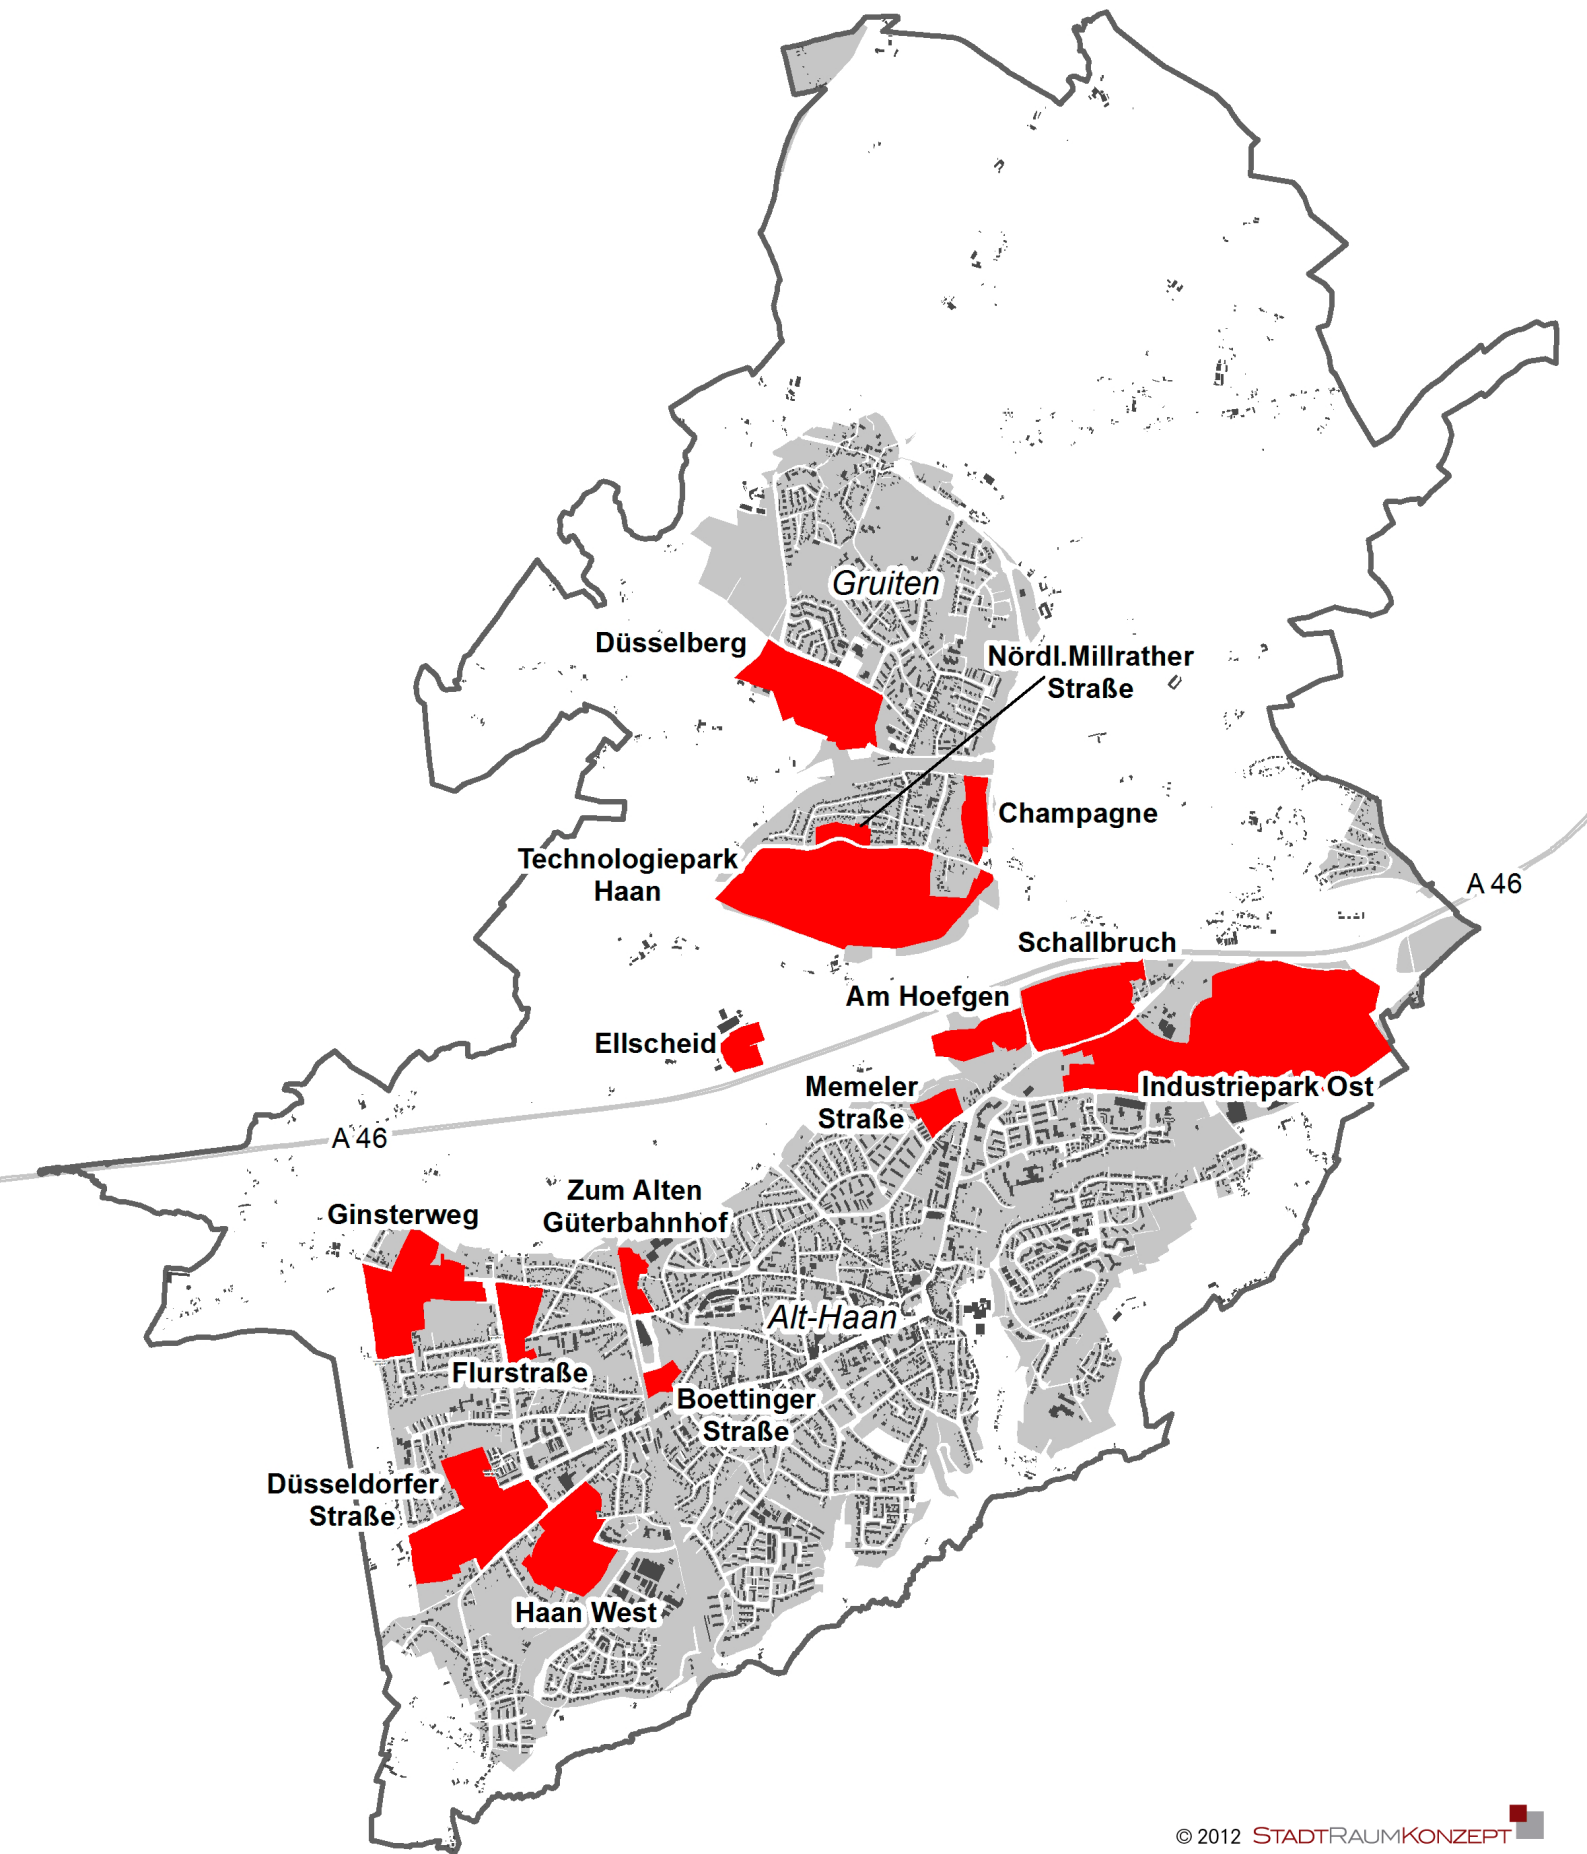 Gruiten
Düsselberg
Nördl.Millrather
Straße
Champagne
Technologiepark
Haan
A 46
Schallbruch
Am Hoefgen
Ellscheid
Memeler
Straße
Industriepark Ost
A 46
Zum Alten
Güterbahnhof
Ginsterweg
Alt-Haan
Flurstraße
Boettinger
Straße
Düsseldorfer
Straße
Haan West
© 2012 STADTRAUMKONZEPT